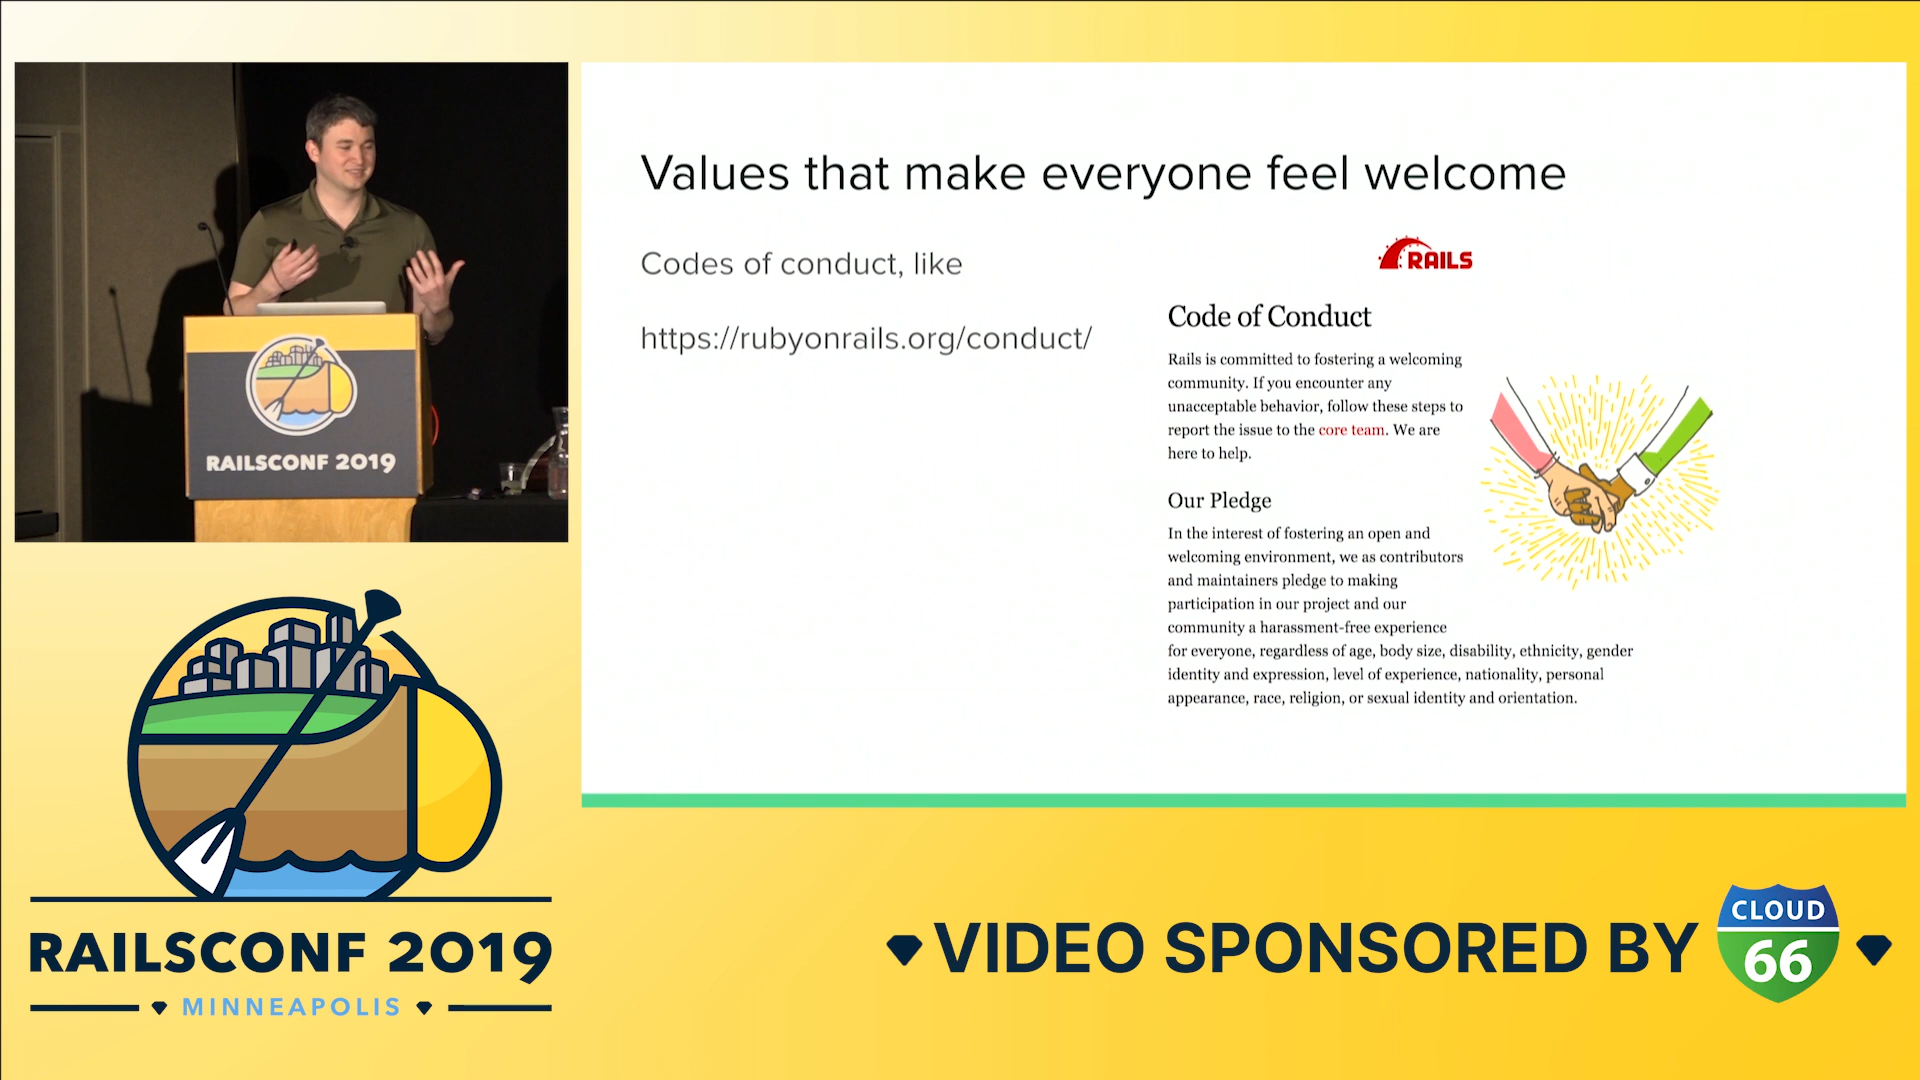 Values that make everyone feel welcome
Codes of conduct, like
https://rubyonrails.org/conduct/
RAILS
Code of Conduct
Rails is committed to fostering a welcoming
community. If you encounter any
unacceptable behavior, follow these steps to
report the issue to the core team. We are
here to help.
Our Pledge
In the interest of fostering an open and
welcoming environment, we as contributors
and maintainers pledge to making
participation in our project and our
community a harassment-free experience
for everyone, regardless of age, body size, disability, ethnicity, gender
identity and expression, level of experience, nationality, personal
appearance, race, religion, or sexual identity and orientation.
RAILSCONF 2019
RAILSCONF 2019
MINNEAPOLIS
VIDEO SPONSORED BY
CLOUD
66